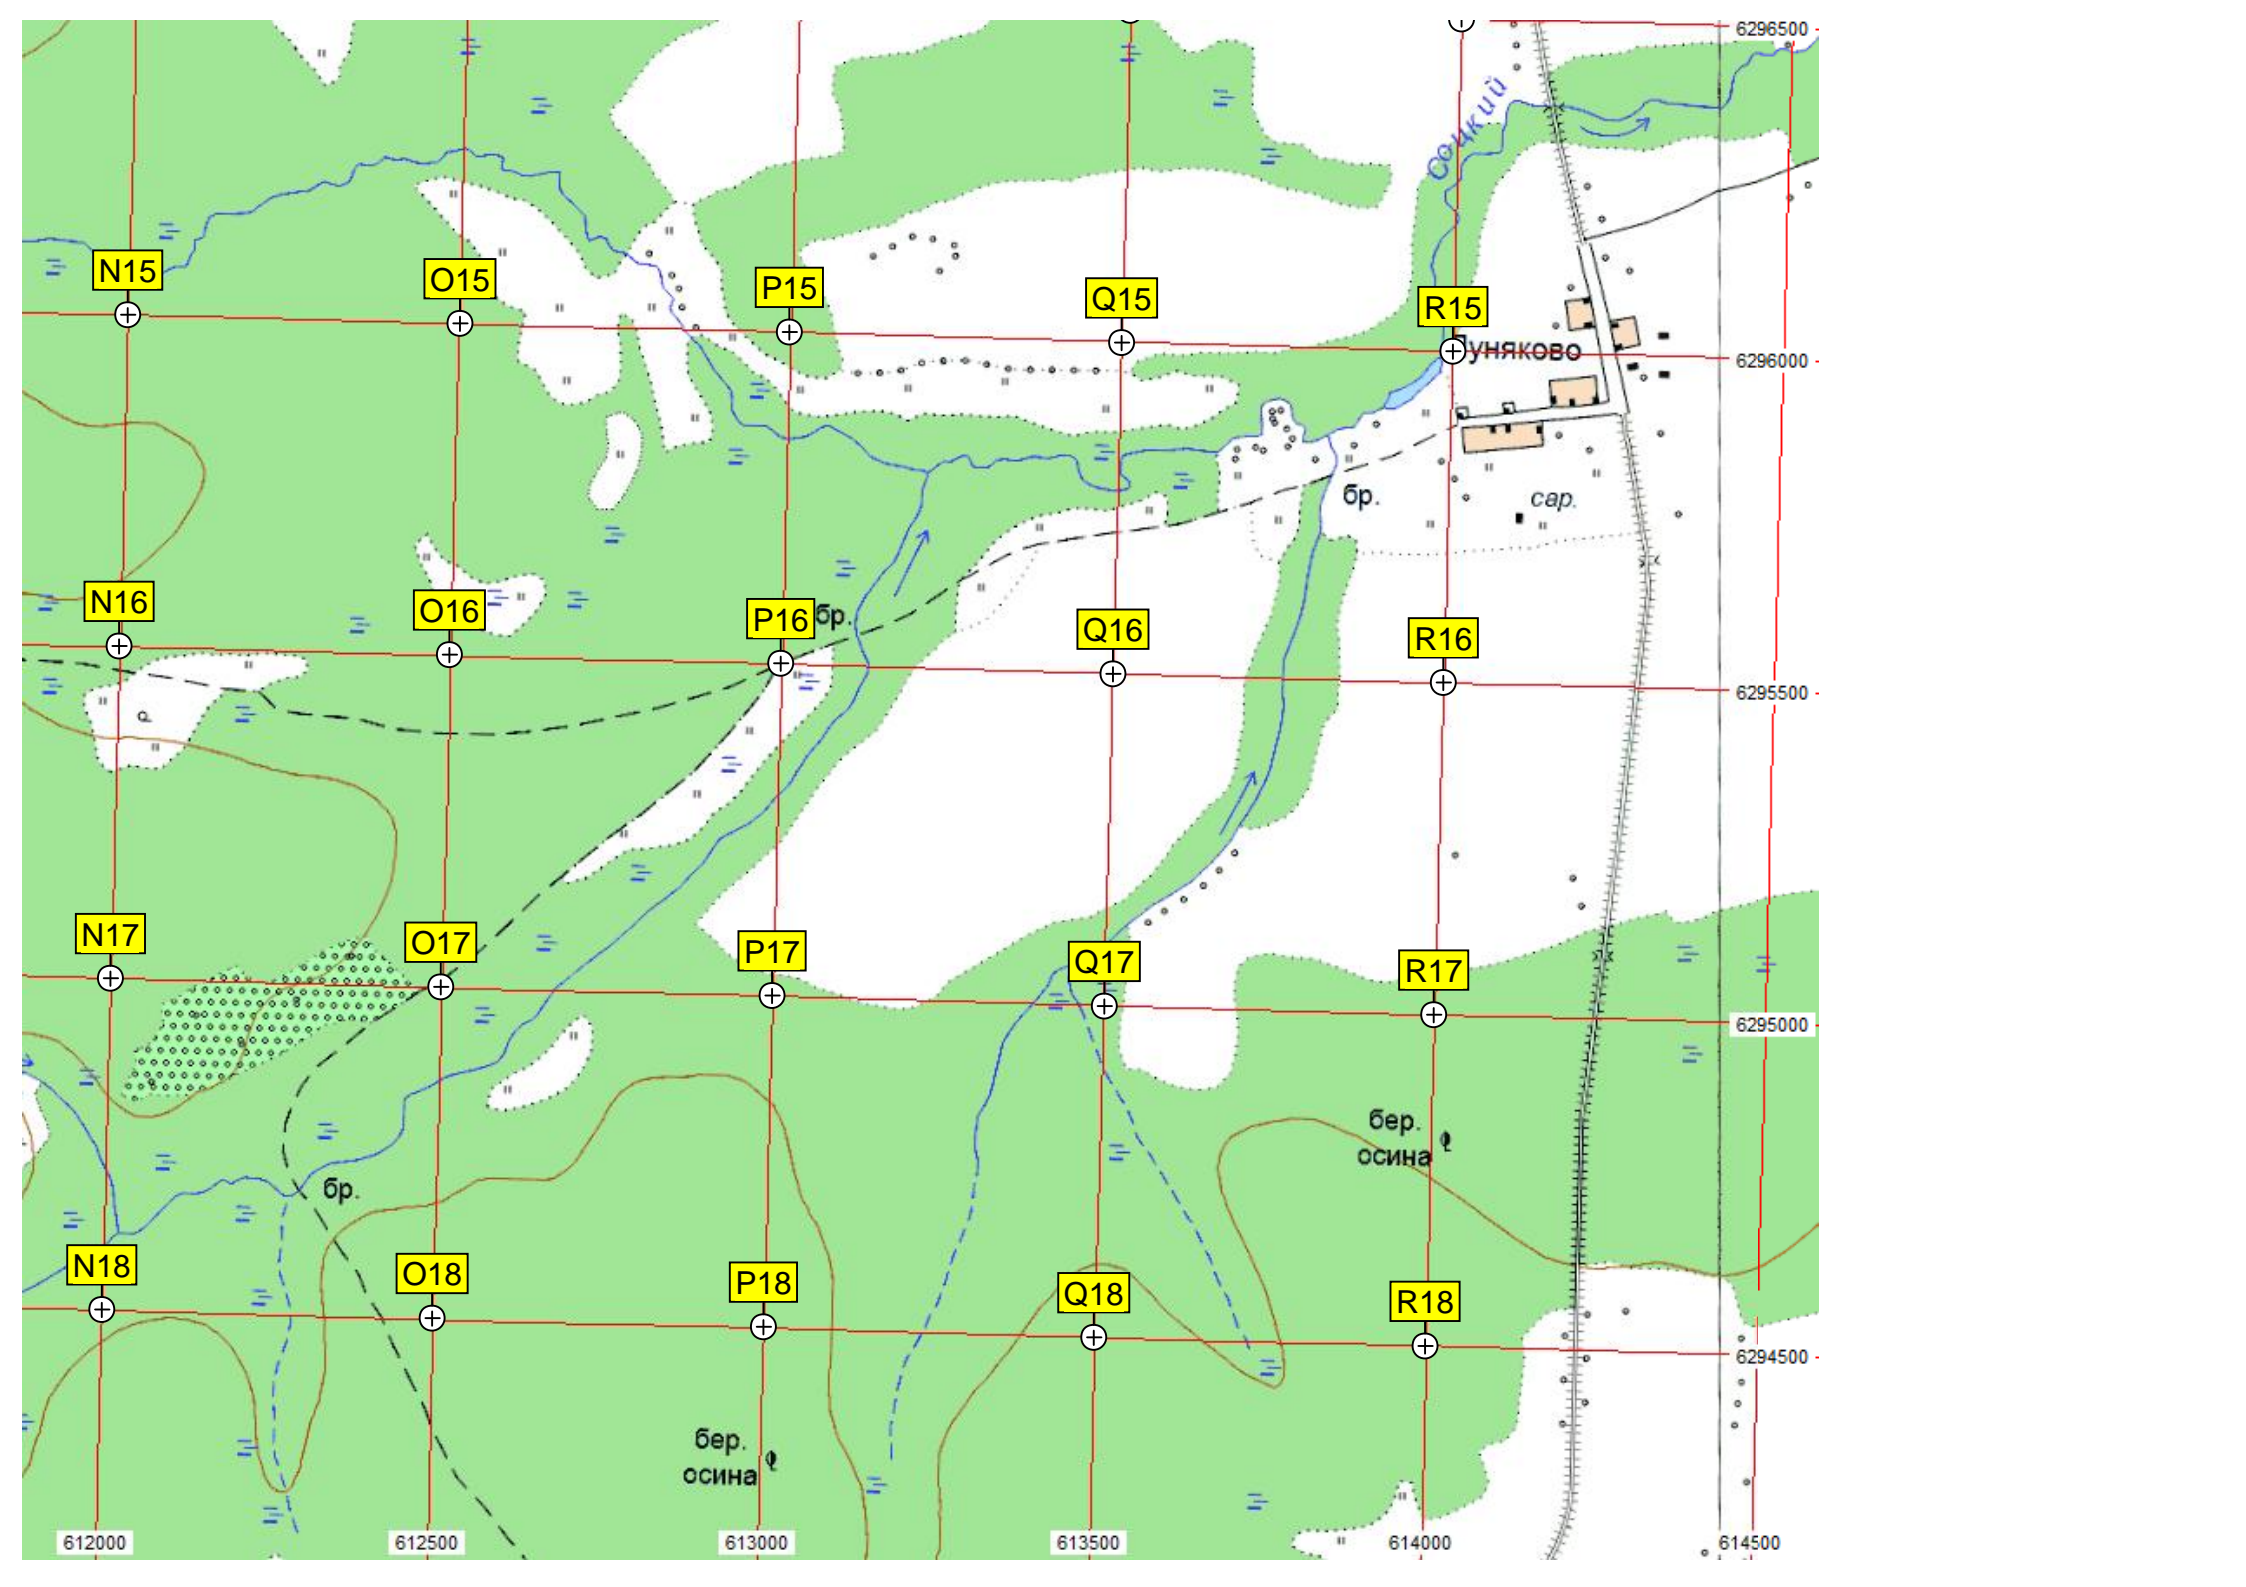 6296500
Соцкий
N15
O15
P15
Q15
R15
Луняково
6296000
бр.
сар.
N16
O16
P16
бр.
Q16
R16
6295500
N17
O17
P17
Q17
R17
6295000
бер.
осина
бр.
N18
O18
P18
Q18
R18
6294500
бер.
осина
612000
612500
613000
613500
614000
614500